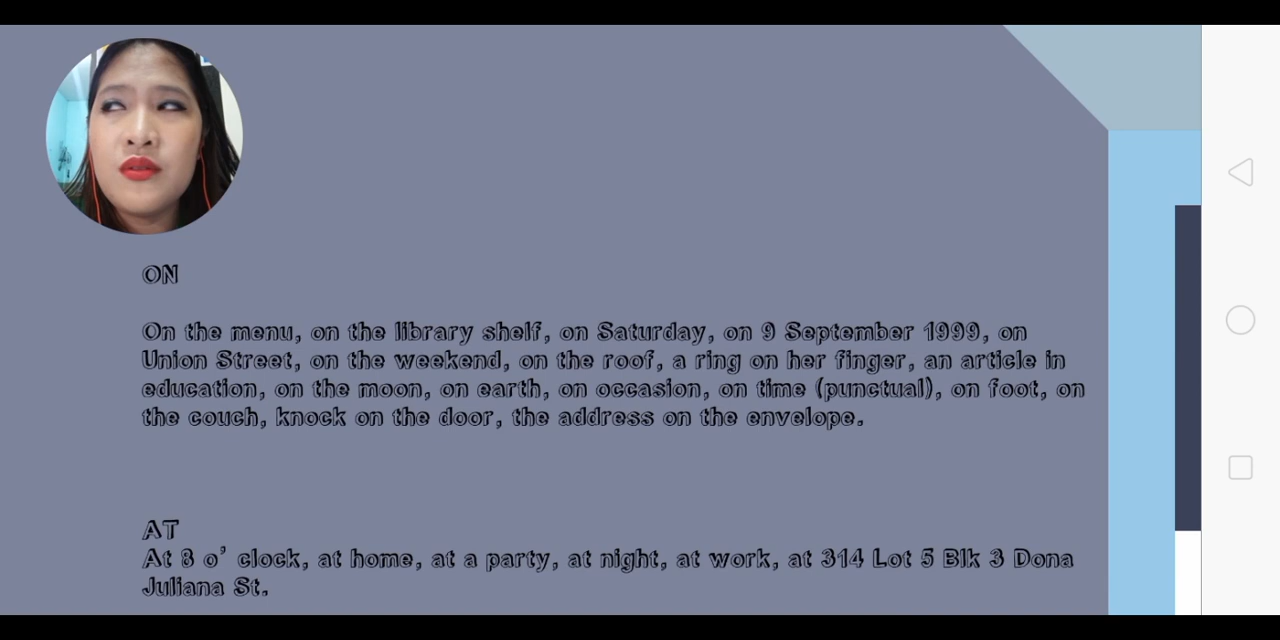 ON
On the menu, on the library shelf, on Saturday, on 9 September 1999, on
Union Street, on the weekend, on the roof, a ring on her finger, an article in
education, on the moon, on earth, on occasion, on time (punctual), on foot, on
the couch, knock on the door, the address on the envelope.
AT
At 8 o' clock, at home, at a party, at night, at work, at 314 Lot 5 Blk 3 Dona
Juliana St.